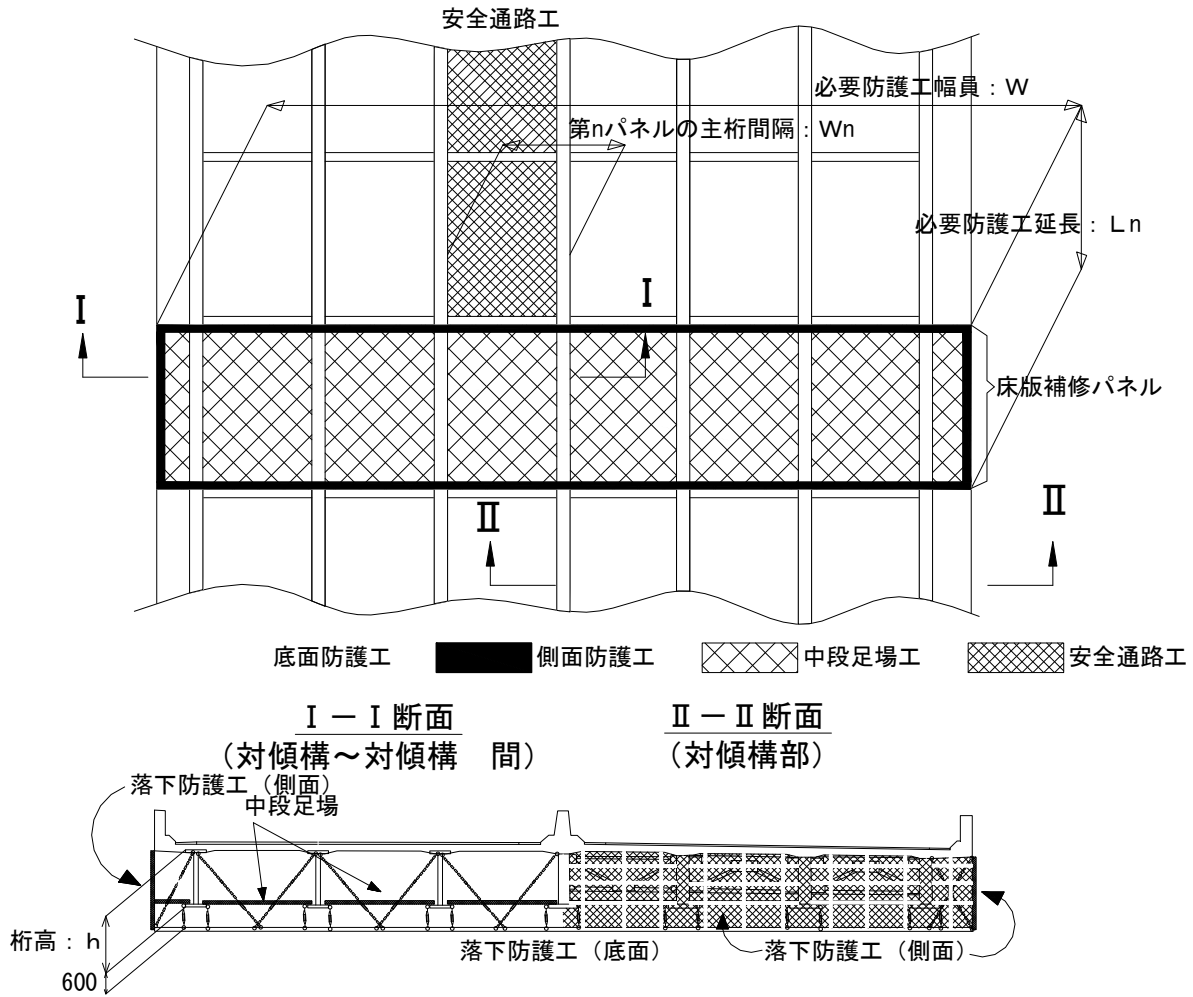 安全通路工
必要防護工幅員：W
第nパネルの主桁間隔：Wn
必要防護工延長：Ln
Ⅰ
Ⅰ
床版補修パネル
Ⅱ
Ⅱ
底面防護工
側面防護工
中段足場工
安全通路工
Ⅰ－Ⅰ断面
(対傾構～対傾構　間)
Ⅱ－Ⅱ断面
(対傾構部)
落下防護工（側面）
中段足場
桁高：h
600
落下防護工（底面）
落下防護工（側面）